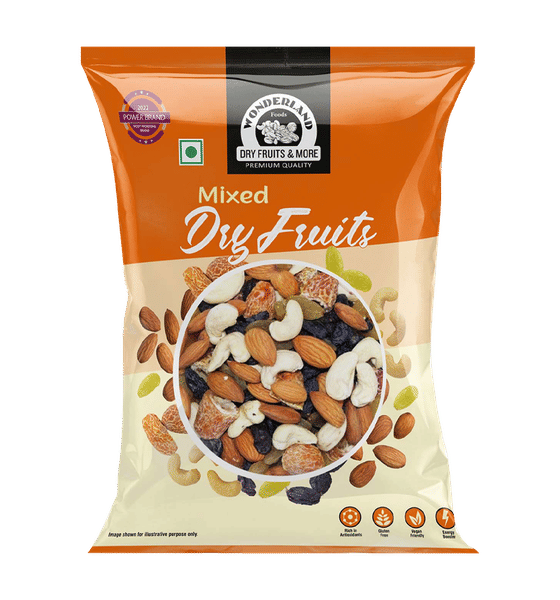 WONDERLAND
Foods
DRY FRUITS & MORE
PREMIUM QUALITY
2022
POWER BRAND
Mixed
Dry Fruits
Image shown for illustrative purpose only.
Rich in
Antioxidants
Gluten
Free
Vegan
Friendly
Energy
Booster